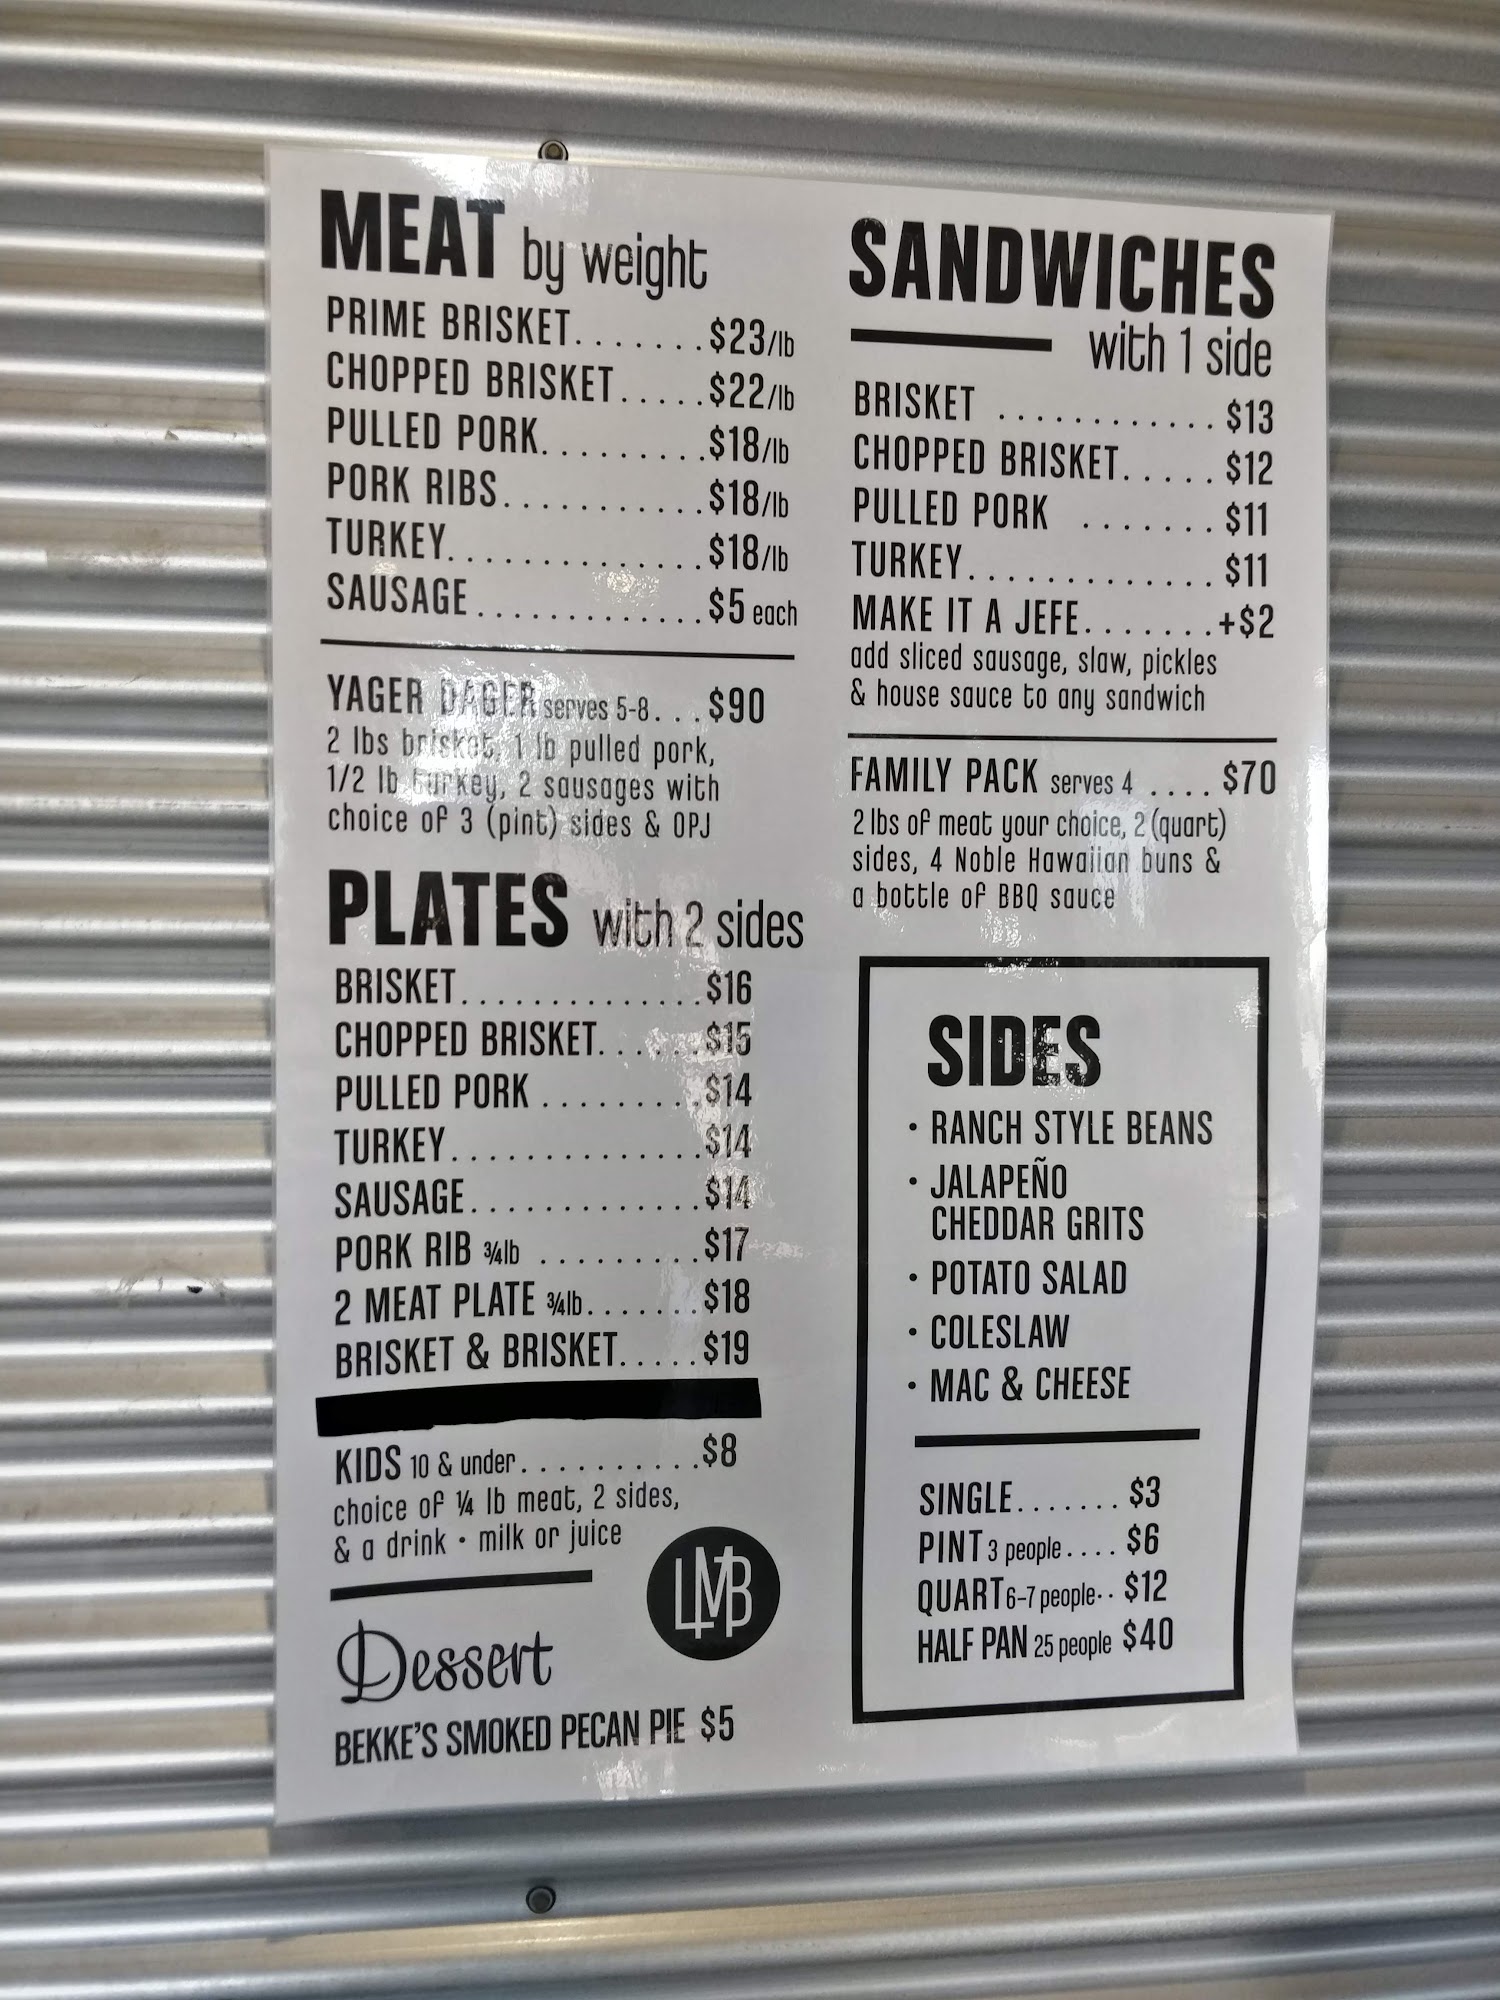 MEAT by weight
PRIME BRISKET.......$23/lb
CHOPPED BRISKET.....$22/lb
PULLED PORK.........$18/lb
PORK RIBS...........$18/lb
TURKEY..............$18/lb
SAUSAGE.............$5 each
YAGER DAGER serves 5-8...$90
2 lbs brisket, 1 lb pulled pork,
1/2 lb turkey, 2 sausages with
choice of 3 (pint) sides & OPJ
PLATES with 2 sides
BRISKET..............$16
CHOPPED BRISKET......$15
PULLED PORK.........$14
TURKEY..............$14
SAUSAGE.............$14
PORK RIB ¾lb .........$17
2 MEAT PLATE ¾lb.......$18
BRISKET & BRISKET.....$19
KIDS 10 & under..........$8
choice of ¼ lb meat, 2 sides,
& a drink • milk or juice
LMB
Dessert
BEKKE'S SMOKED PECAN PIE $5
SANDWICHES
with 1 side
BRISKET ............ $13
CHOPPED BRISKET..... $12
PULLED PORK ....... $11
TURKEY............. $11
MAKE IT A JEFE.......+$2
add sliced sausage, slaw, pickles
& house sauce to any sandwich
FAMILY PACK serves 4 .... $70
2 lbs of meat your choice, 2 (quart)
sides, 4 Noble Hawaiian buns &
a bottle of BBQ sauce
SIDES
• RANCH STYLE BEANS
• JALAPEÑO
CHEDDAR GRITS
• POTATO SALAD
• COLESLAW
• MAC & CHEESE
SINGLE....... $3
PINT 3 people.... $6
QUART 6-7 people.. $12
HALF PAN 25 people $40